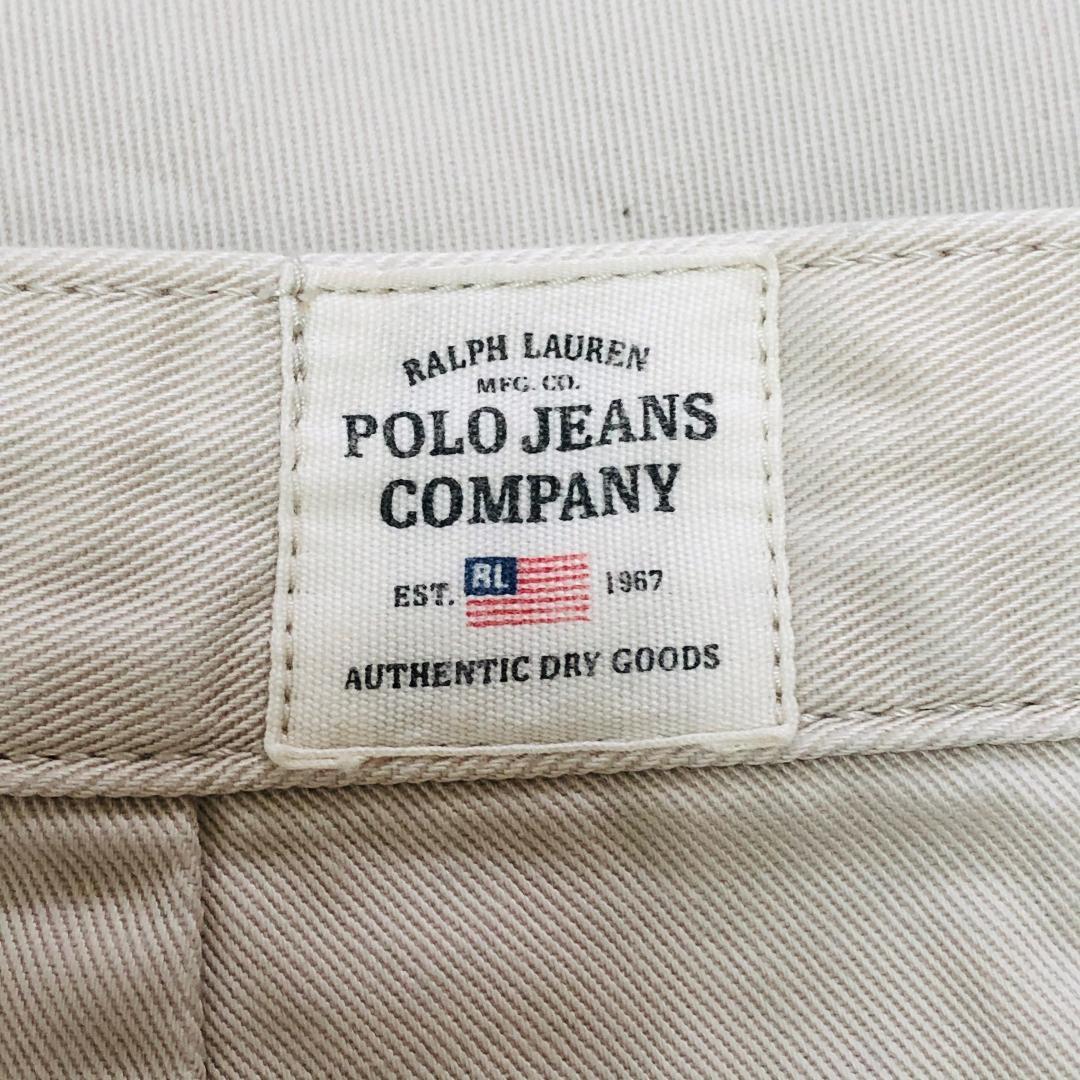 RALPH LAUREN
MFG. CO.
POLO JEANS
COMPANY
EST. RL 1967
AUTHENTIC DRY GOODS